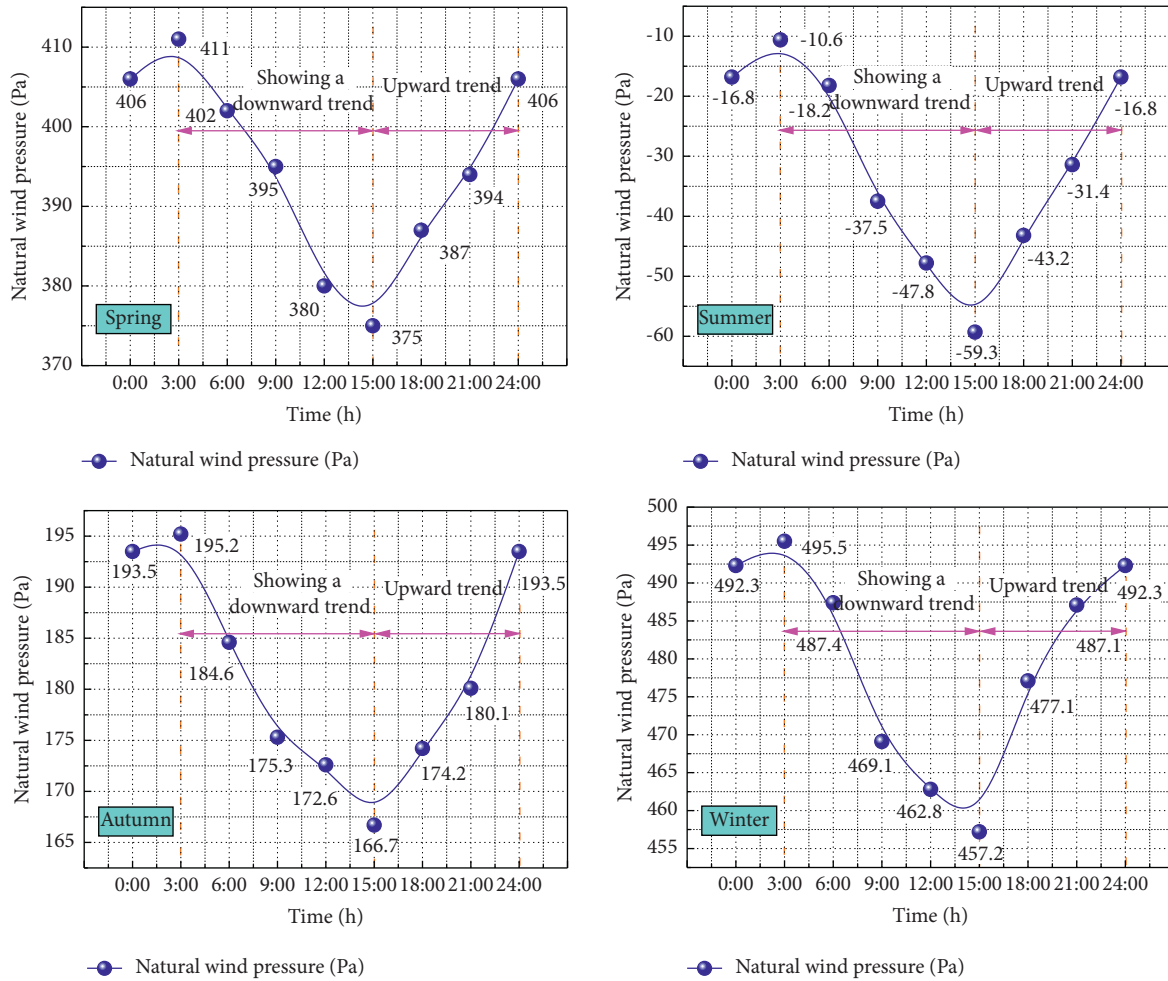 410
400
390
380
370
Natural wind pressure (Pa)
406
411
402
395
380
375
387
394
406
Showing a
downward trend
Upward trend
Spring
0:00 3:00 6:00 9:00 12:00 15:00 18:00 21:00 24:00
Time (h)
Natural wind pressure (Pa)
-10
-20
-30
-40
-50
-60
Natural wind pressure (Pa)
-16.8
-10.6
-18.2
-37.5
-47.8
-59.3
-43.2
-31.4
-16.8
Showing a
downward trend
Upward trend
Summer
0:00 3:00 6:00 9:00 12:00 15:00 18:00 21:00 24:00
Time (h)
Natural wind pressure (Pa)
195
190
185
180
175
170
165
Natural wind pressure (Pa)
193.5
195.2
184.6
175.3
172.6
166.7
174.2
180.1
193.5
Showing a
downward trend
Upward trend
Autumn
0:00 3:00 6:00 9:00 12:00 15:00 18:00 21:00 24:00
Time (h)
Natural wind pressure (Pa)
500
495
490
485
480
475
470
465
460
455
Natural wind pressure (Pa)
492.3
495.5
487.4
469.1
462.8
457.2
477.1
487.1
492.3
Showing a
downward trend
Upward trend
Winter
0:00 3:00 6:00 9:00 12:00 15:00 18:00 21:00 24:00
Time (h)
Natural wind pressure (Pa)